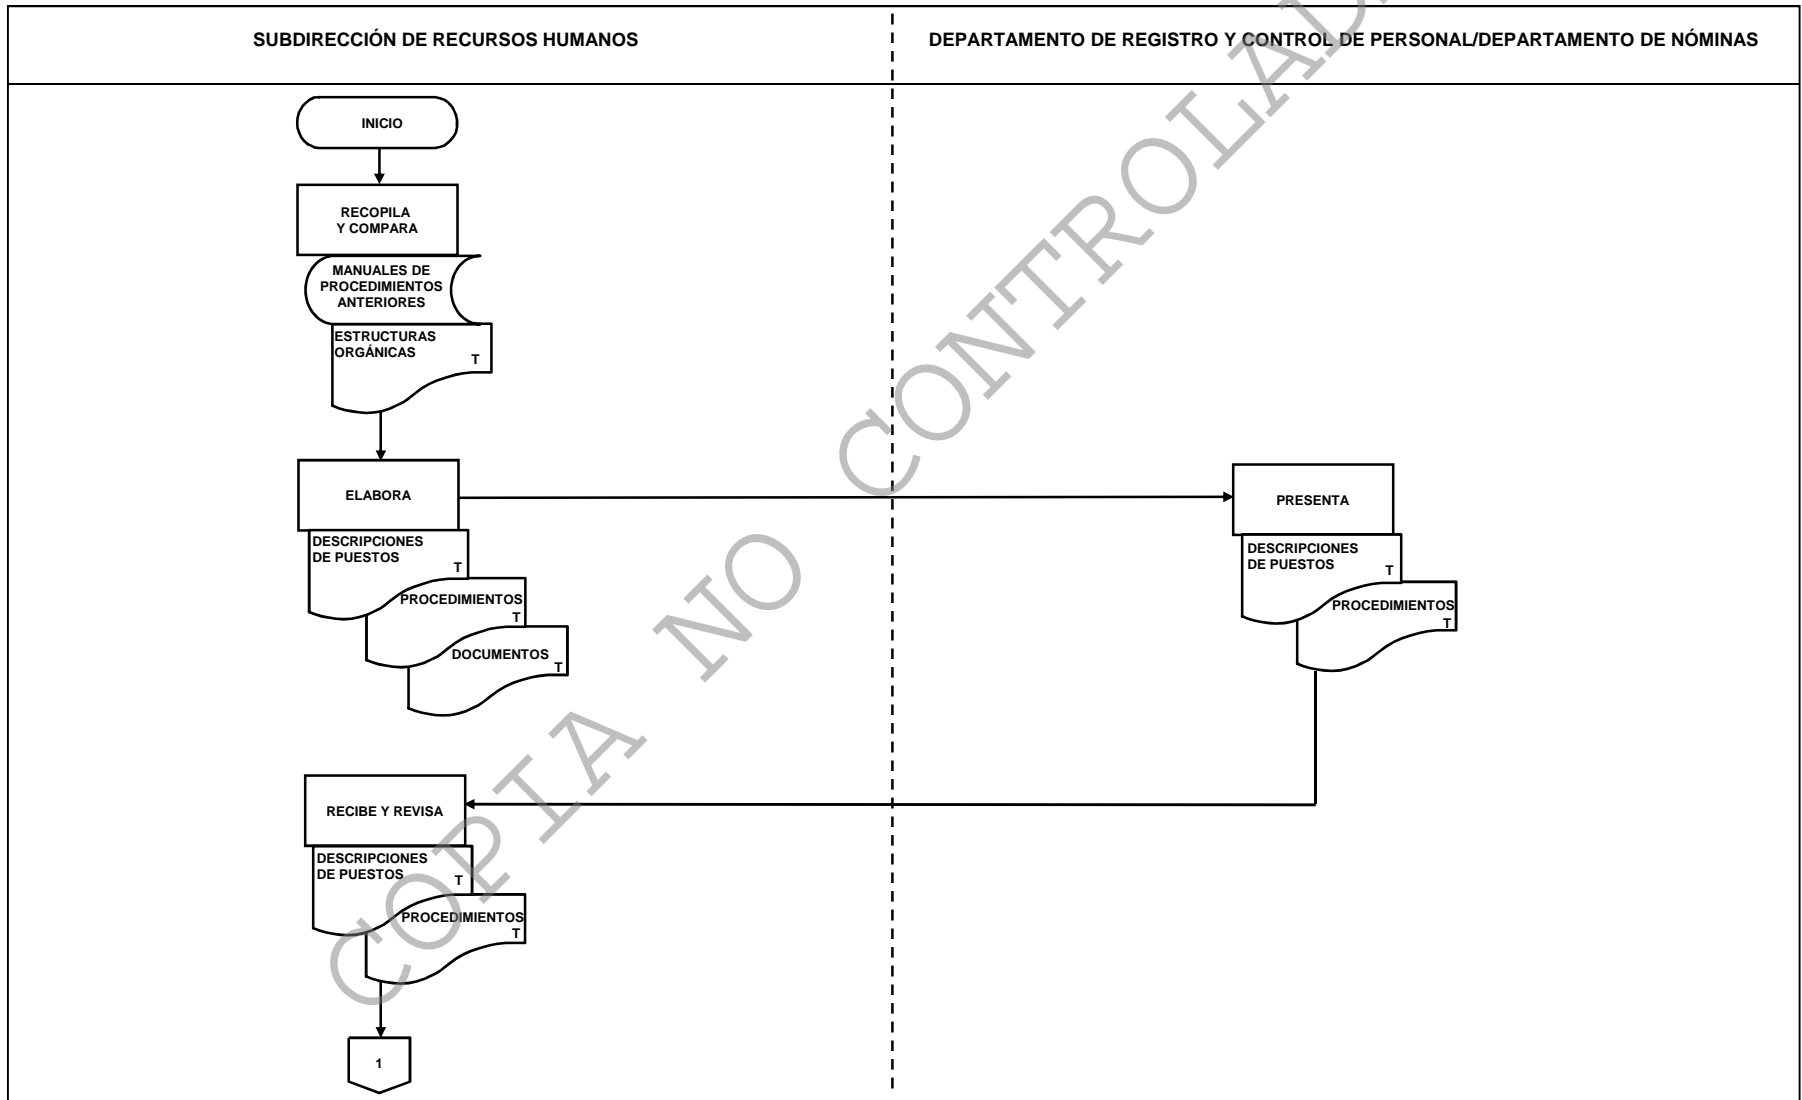 SUBDIRECCIÓN DE RECURSOS HUMANOS
DEPARTAMENTO DE REGISTRO Y CONTROL DE PERSONAL/DEPARTAMENTO DE NÓMINAS
INICIO
RECOPILA
Y COMPARA
MANUALES DE
PROCEDIMIENTOS
ANTERIORES
ESTRUCTURAS
ORGÁNICAS
T
ELABORA
DESCRIPCIONES
DE PUESTOS
T
PROCEDIMIENTOS
T
DOCUMENTOS
T
PRESENTA
DESCRIPCIONES
DE PUESTOS
T
PROCEDIMIENTOS
T
RECIBE Y REVISA
DESCRIPCIONES
DE PUESTOS
T
PROCEDIMIENTOS
T
1
COPIA NO CONTROLAD